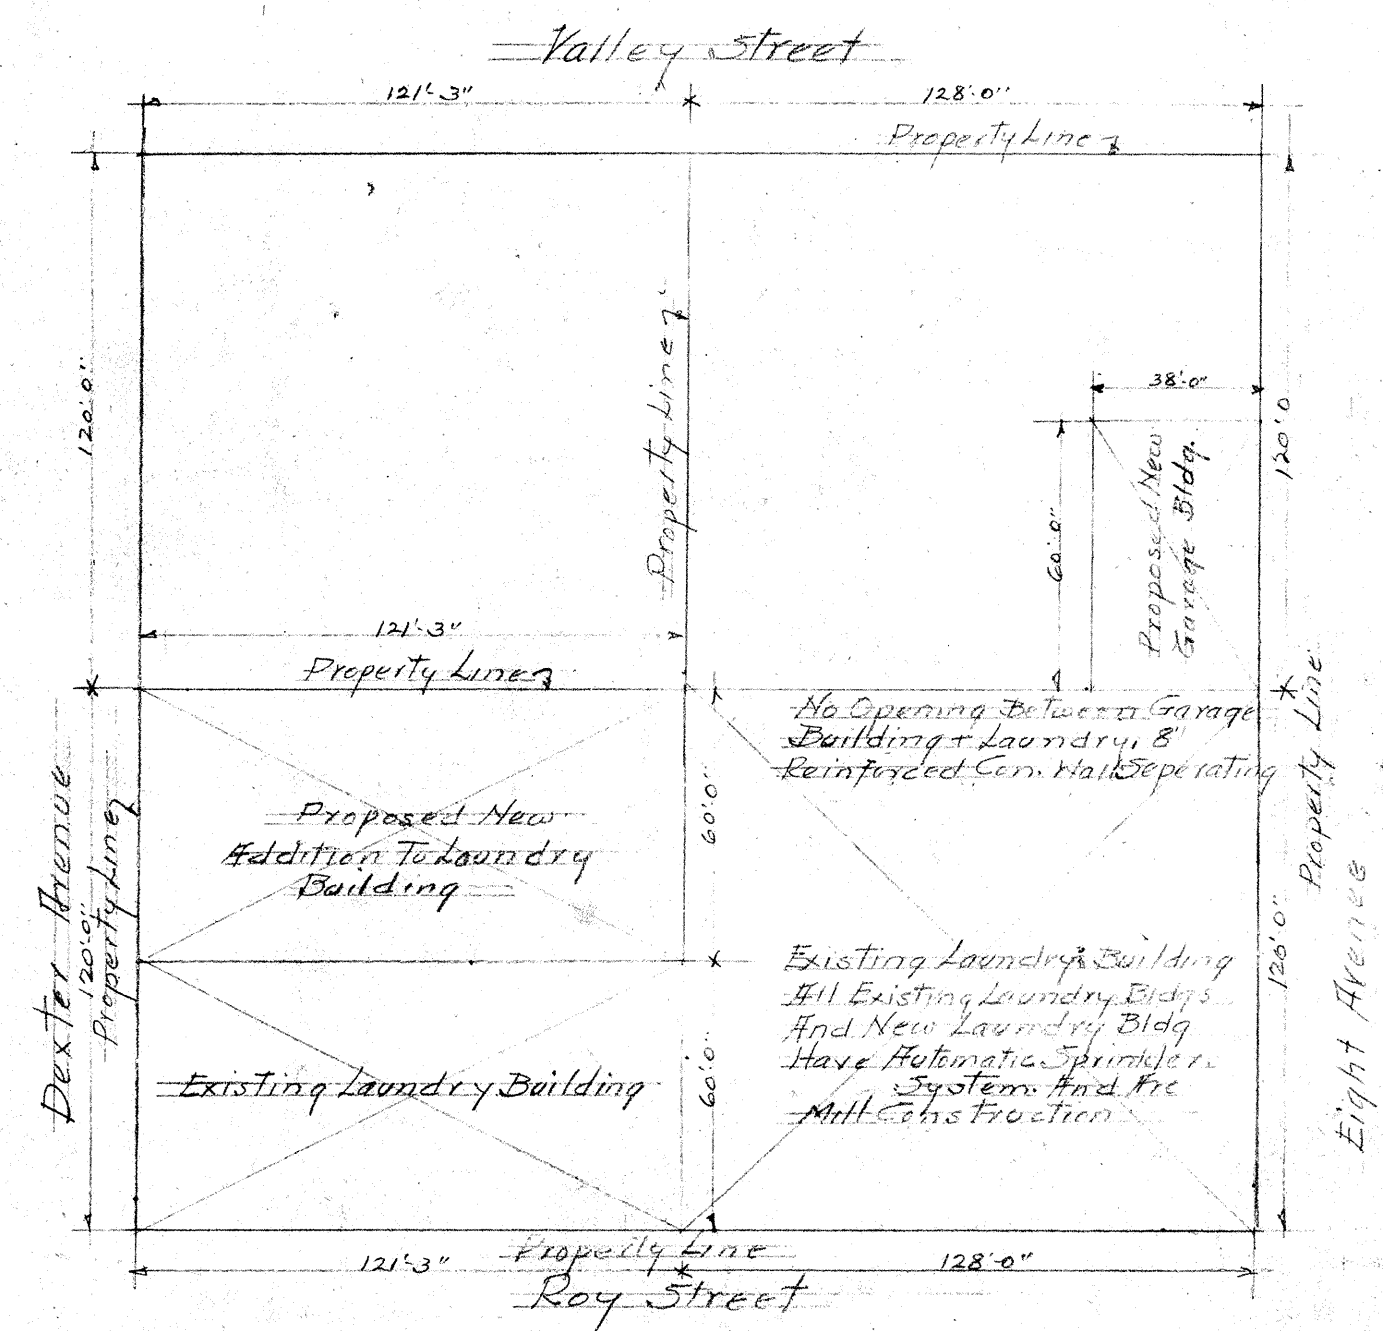 Valley Street
121'-3"
128'-0"
Property Line
120'-0"
Property Line
38'-0"
120'-0
60'-0"
Proposed New
Garage Bldg.
121'-3"
Property Line
No Opening Between Garage
Building + Laundry, 8"
Reinforced Con. Wall Seperating
Property Line
60'-0"
Proposed New
Addition To Laundry
Building
Dexter Avenue
120'-0"
Property Line
Existing Laundry Building
All Existing Laundry Bldgs
And New Laundry Bldg
Have Automatic Sprinkler
System. And Are
Mill Construction
120'-0"
Eight Avenee
Existing Laundry Building
60'-0"
Property Line
121'-3"
128'-0"
Roy Street